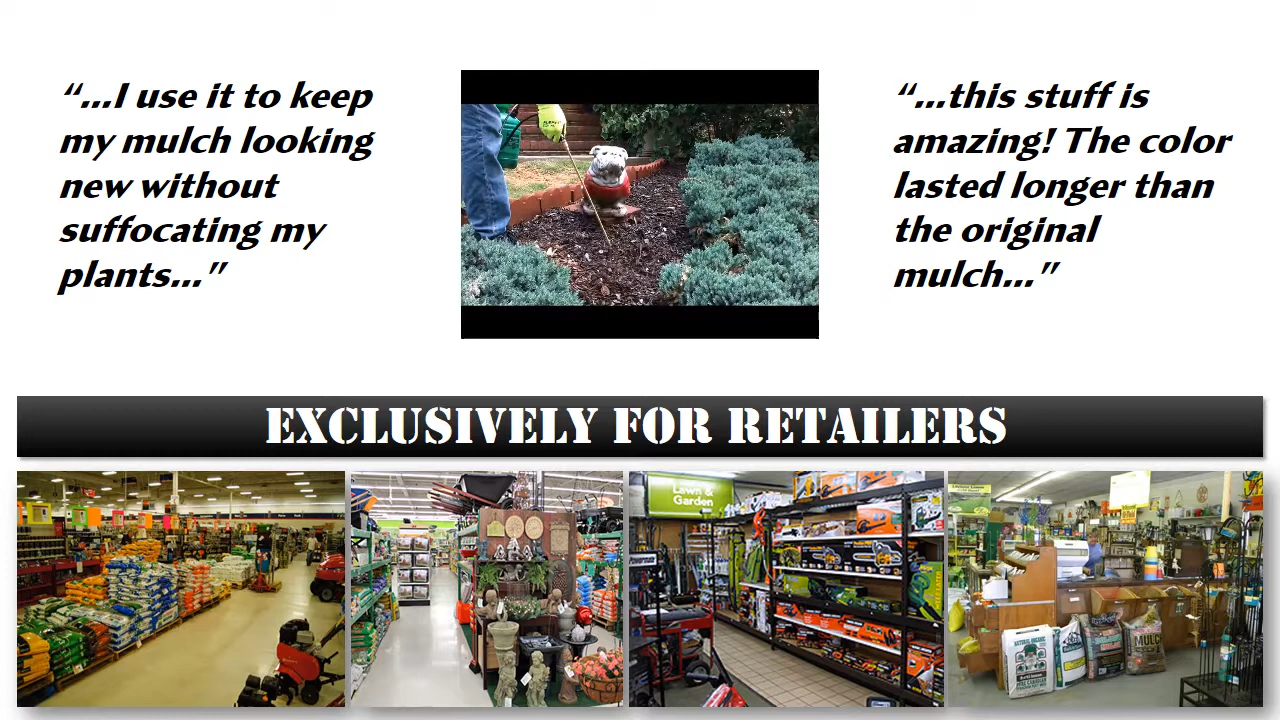 “...I use it to keep
my mulch looking
new without
suffocating my
plants...”
“...this stuff is
amazing! The color
lasted longer than
the original
mulch...”
EXCLUSIVELY FOR RETAILERS
Lawn &
Garden
MULCH